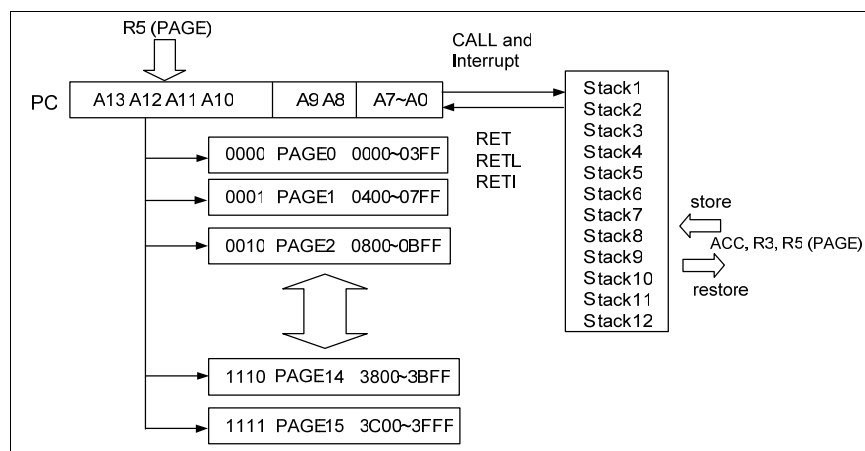 R5 (PAGE)
CALL and
Interrupt
PC
A13 A12 A11 A10
A9 A8
A7~A0
0000 PAGE0 0000~03FF
0001 PAGE1 0400~07FF
0010 PAGE2 0800~0BFF
1110 PAGE14 3800~3BFF
1111 PAGE15 3C00~3FFF
RET
RETL
RETI
Stack1
Stack2
Stack3
Stack4
Stack5
Stack6
Stack7
Stack8
Stack9
Stack10
Stack11
Stack12
store
ACC, R3, R5 (PAGE)
restore